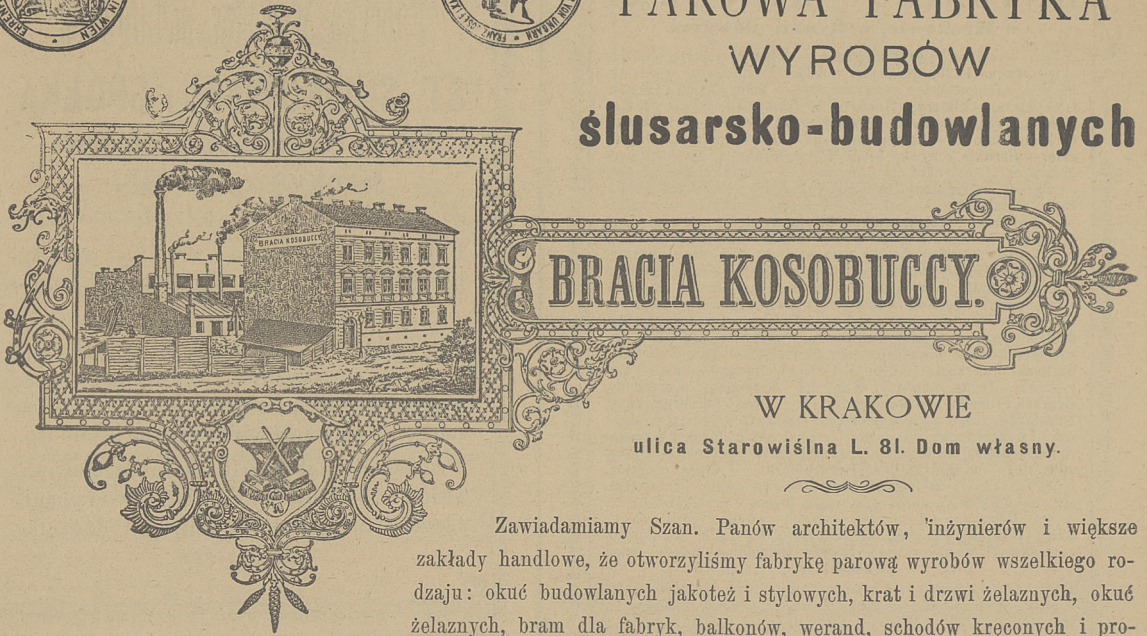 PAROWA FABRYKA
WYROBÓW
ślusarsko-budowlanych
BRACIA KOSOBUCCY
BRACIA KOSOBUCCY.
W KRAKOWIE
ulica Starowiślna L. 81. Dom własny.
Zawiadamiamy Szan. Panów architektów, inżynierów i większe
zakłady handlowe, że otworzyliśmy fabrykę parową wyrobów wszelkiego ro-
dzaju: okuć budowlanych jakoteż i stylowych, krat i drzwi żelaznych, okuć
żelaznych, bram dla fabryk, balkonów, werand, schodów kręconych i pro-